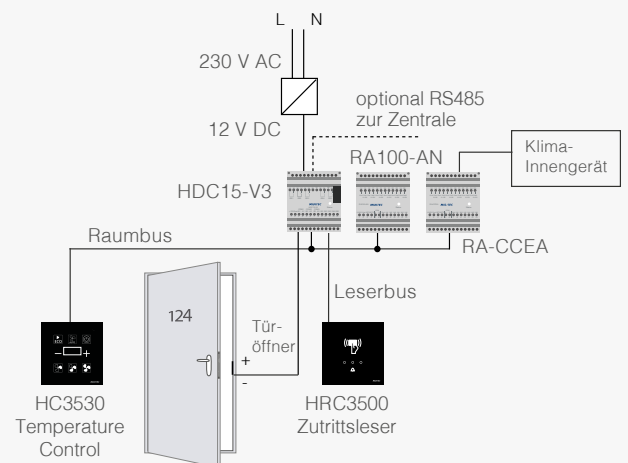 L N
230 V AC
12 V DC
optional RS485
zur Zentrale
RA100-AN
Klima-
Innengerät
HDC15-V3
RA-CCEA
Raumbus
Leserbus
124
Tür-
öffner
+
-
HC3530
Temperature
Control
HRC3500
Zutrittsleser